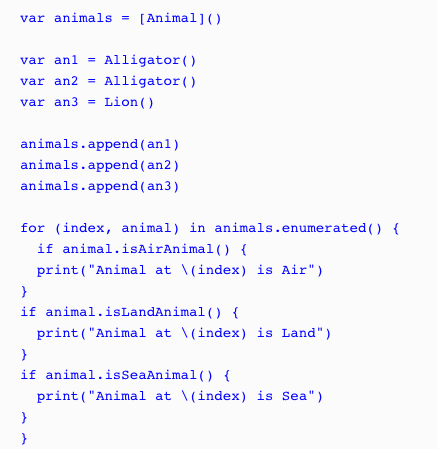 var animals = [Animal]()
var an1 = Alligator()
var an2 = Alligator()
var an3 = Lion()
animals.append(an1)
animals.append(an2)
animals.append(an3)
for (index, animal) in animals.enumerated() {
if animal.isAirAnimal() {
print("Animal at \(index) is Air")
}
if animal.isLandAnimal() {
print("Animal at \(index) is Land")
}
if animal.isSeaAnimal() {
print("Animal at \(index) is Sea")
}
}